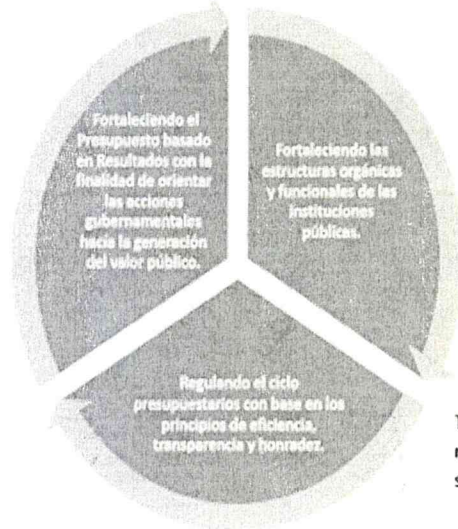 Fortaleciendo el
Presupuesto basado
en Resultados con la
finalidad de orientar
las acciones
gubernamentales
hacia la generación
del valor público.
Fortaleciendo las
estructuras orgánicas
y funcionales de las
instituciones
públicas.
Regulando el ciclo
presupuestarios con base en los
principios de eficiencia,
transparencia y honradez.